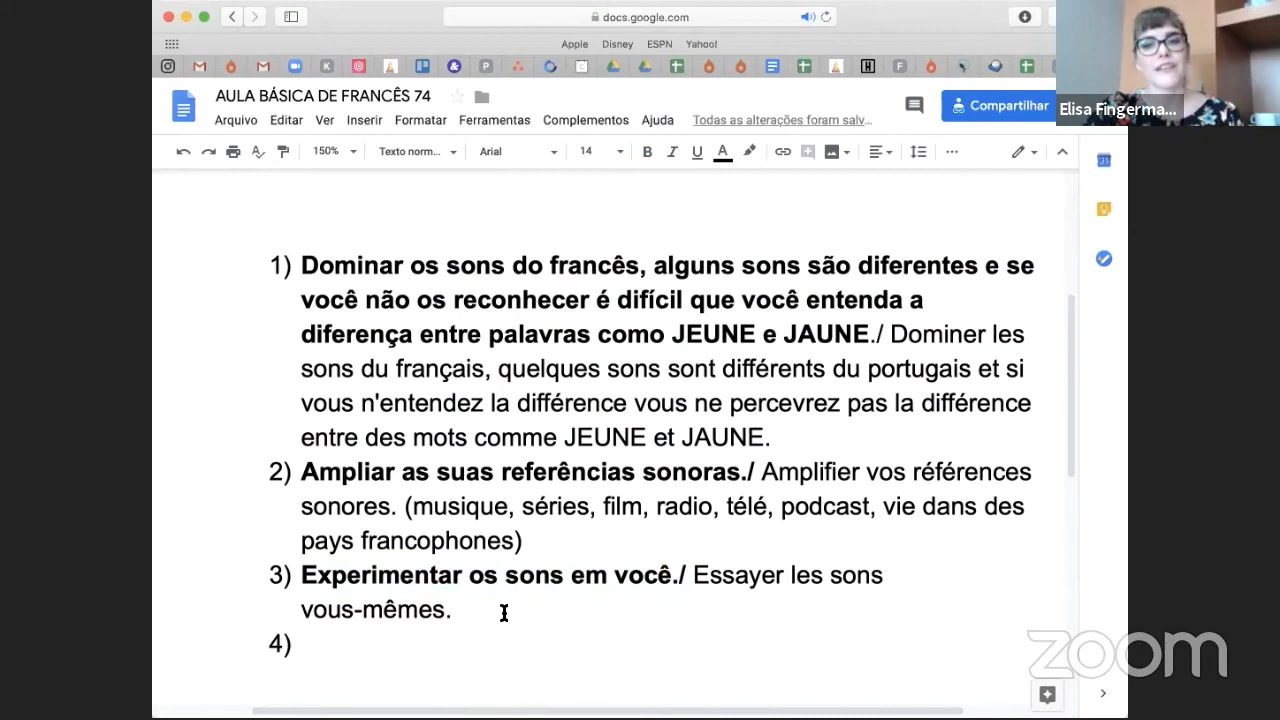 docs.google.com
Apple Disney ESPN Yahoo!
AULA BÁSICA DE FRANCÊS 74
Compartilhar
Elisa Fingerma...
Arquivo Editar Ver Inserir Formatar Ferramentas Complementos Ajuda Todas as alterações foram salv...
150% Texto norm... Arial 14 B I U A
1) Dominar os sons do francês, alguns sons são diferentes e se
você não os reconhecer é difícil que você entenda a
diferença entre palavras como JEUNE e JAUNE./ Dominer les
sons du français, quelques sons sont différents du portugais et si
vous n'entendez la différence vous ne percevrez pas la différence
entre des mots comme JEUNE et JAUNE.
2) Ampliar as suas referências sonoras./ Amplifier vos références
sonores. (musique, séries, film, radio, télé, podcast, vie dans des
pays francophones)
3) Experimentar os sons em você./ Essayer les sons
vous-mêmes.
4)
zoom